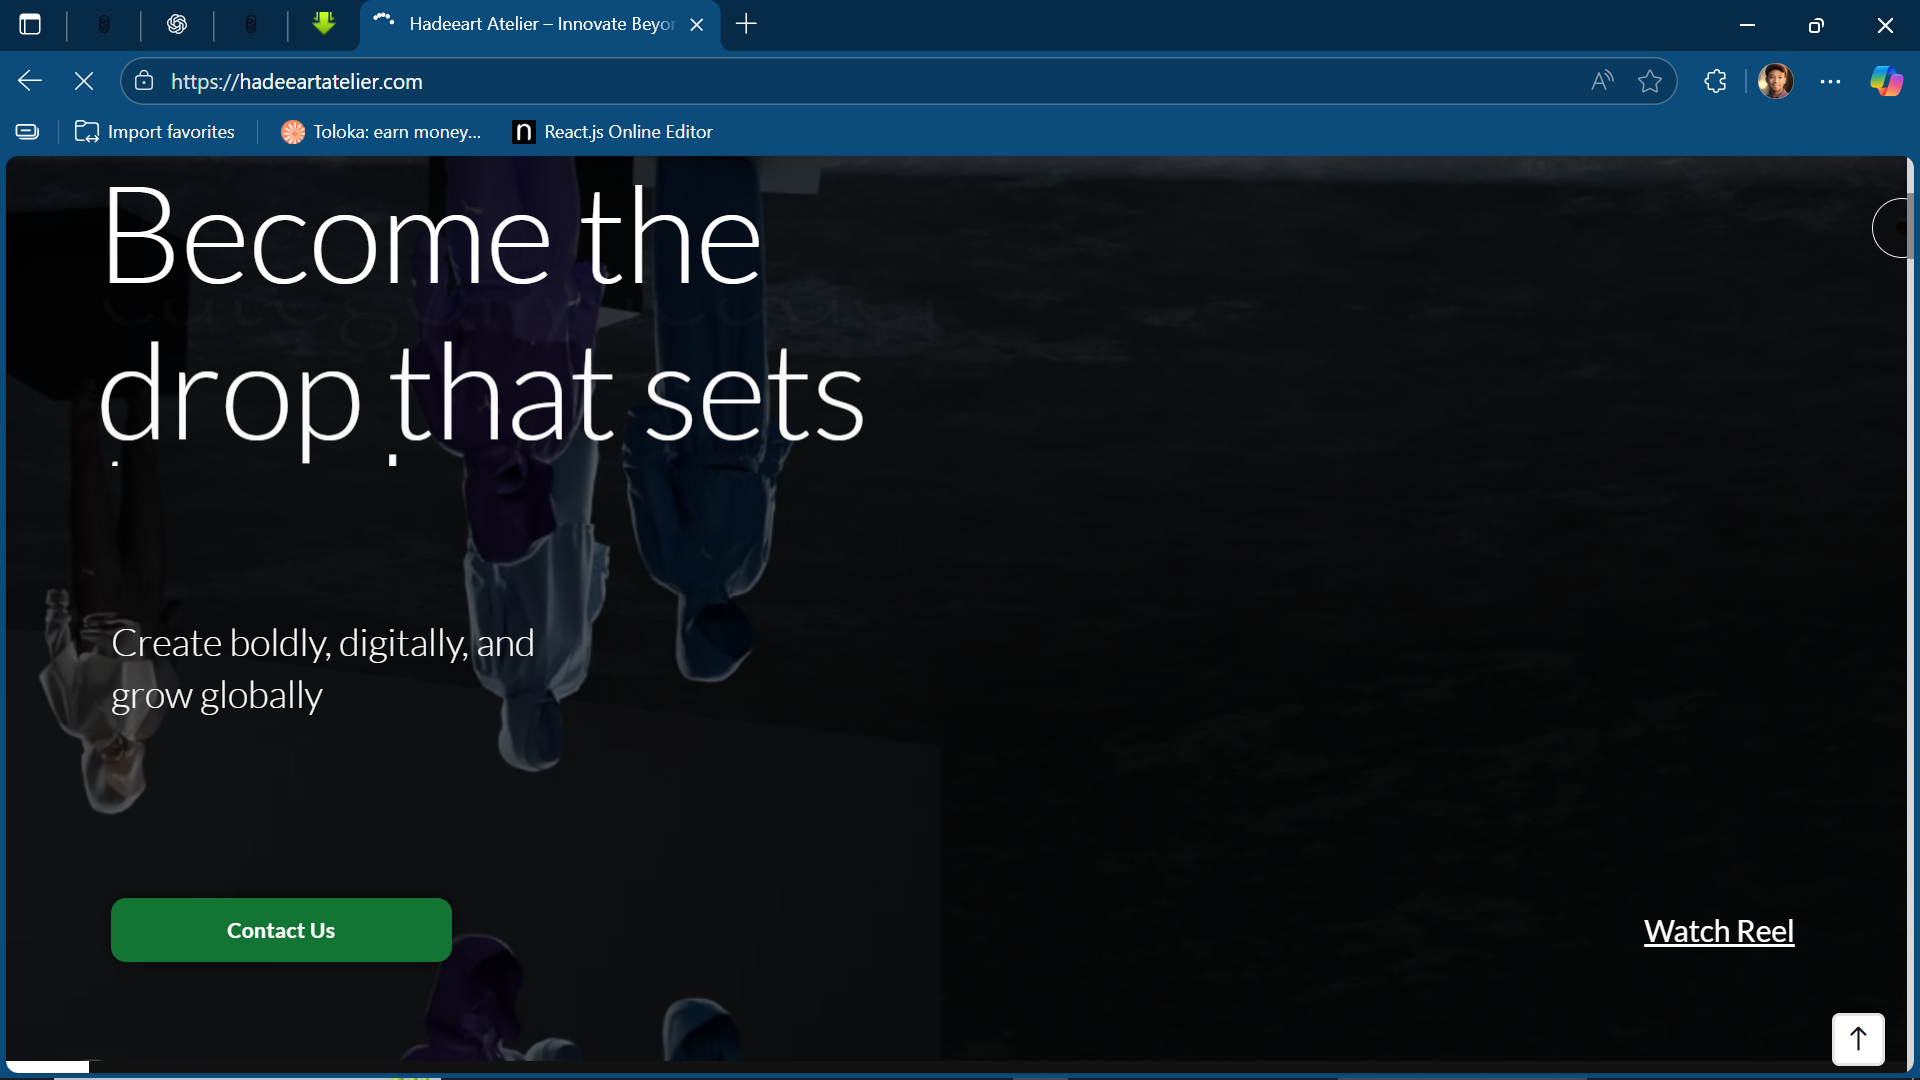 Hadeeart Atelier – Innovate Beyo
https://hadeeartatelier.com
Import favorites
Toloka: earn money...
React.js Online Editor
Become the
drop that sets
Create boldly, digitally, and
grow globally
Contact Us
Watch Reel